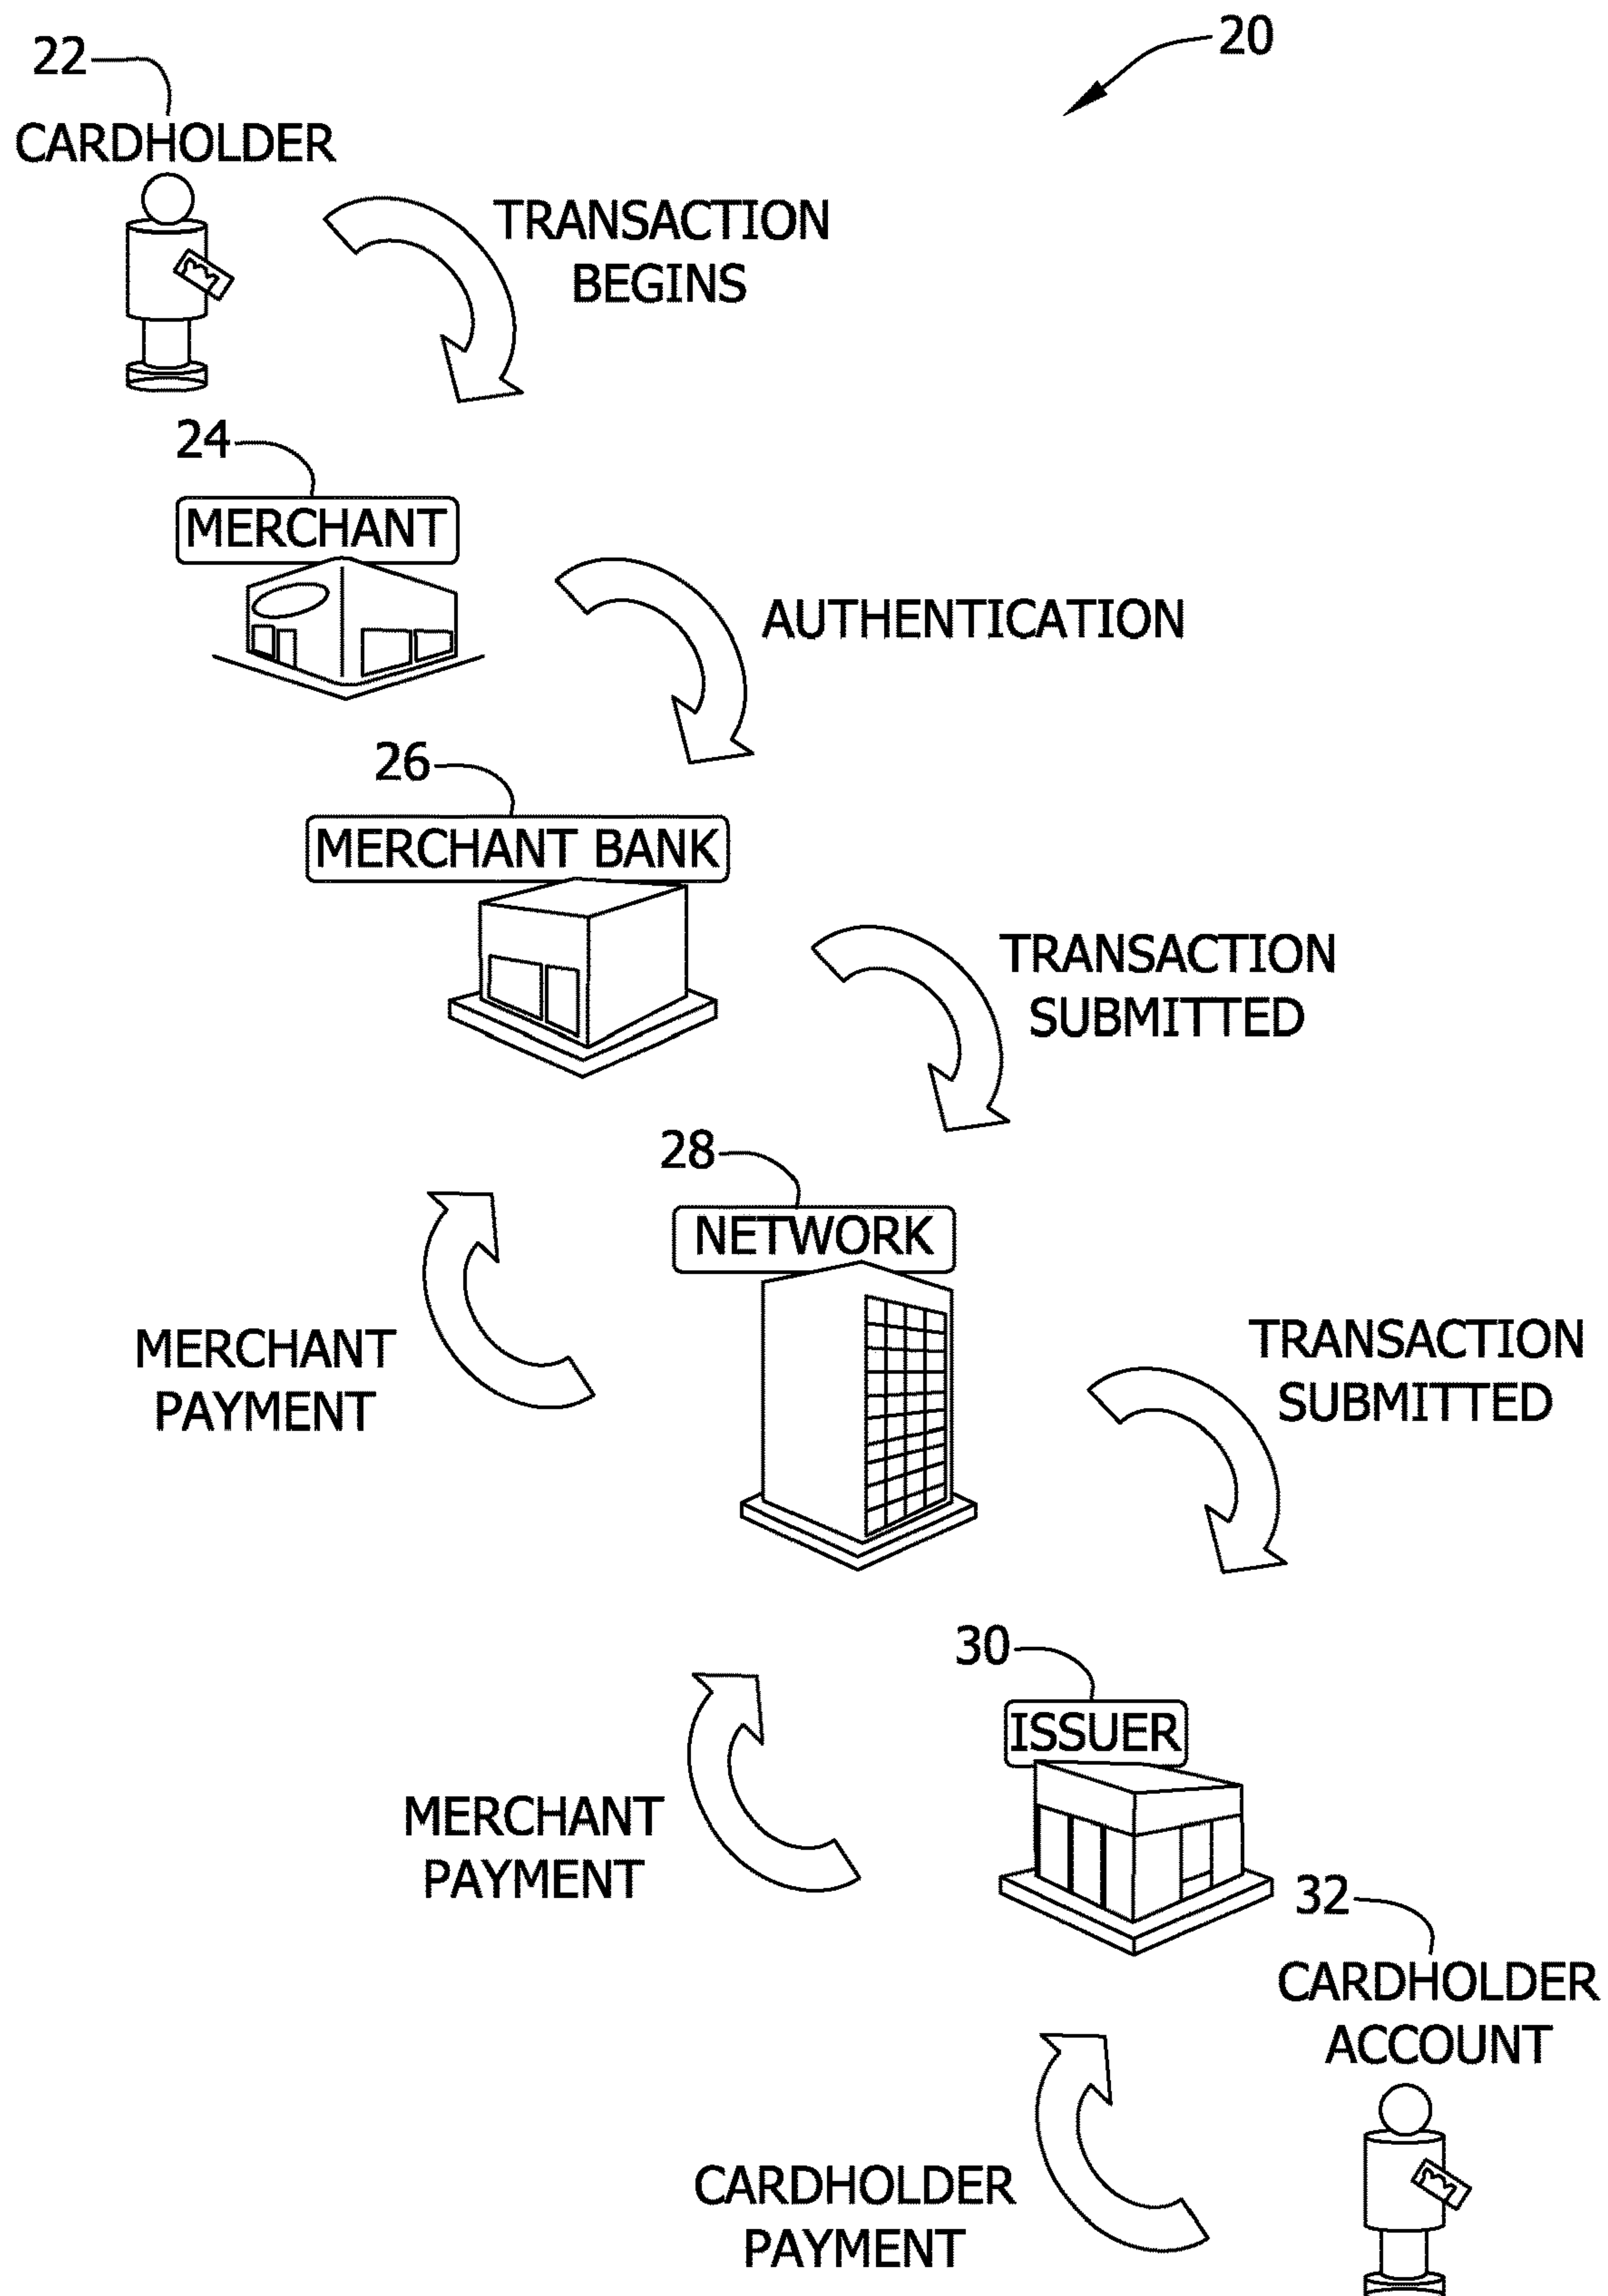 20
22
CARDHOLDER
TRANSACTION
BEGINS
24
MERCHANT
AUTHENTICATION
26
MERCHANT BANK
TRANSACTION
SUBMITTED
28
NETWORK
MERCHANT
PAYMENT
TRANSACTION
SUBMITTED
30
ISSUER
MERCHANT
PAYMENT
32
CARDHOLDER
ACCOUNT
CARDHOLDER
PAYMENT